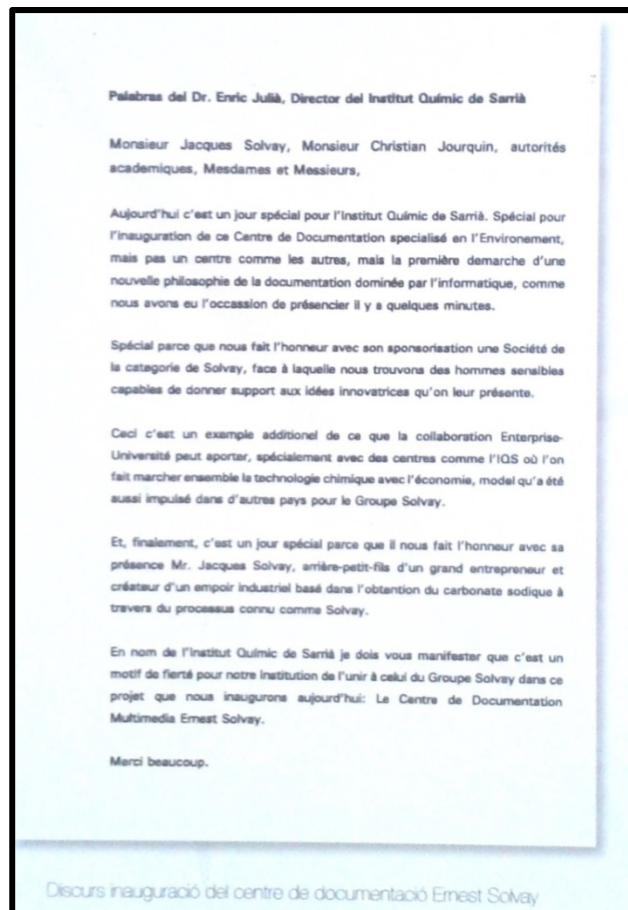 Palabras del Dr. Enric Julià, Director del Institut Químic de Sarrià
Monsieur Jacques Solvay, Monsieur Christian Jourquin, autorités
academiques, Mesdames et Messieurs,
Aujourd'hui c'est un jour spécial pour l'Institut Químic de Sarrià. Spécial pour
l'inauguration de ce Centre de Documentation specialisé en l'Environement,
mais pas un centre comme les autres, mais la première demarche d'une
nouvelle philosophie de la documentation dominée par l'informatique, comme
nous avons eu l'occassion de présencier il y a quelques minutes.
Spécial parce que nous fait l'honneur avec son sponsorisation une Société de
la categorie de Solvay, face à laquelle nous trouvons des hommes sensibles
capables de donner support aux idées innovatrices qu'on leur présente.
Ceci c'est un exemple additionel de ce que la collaboration Enterprise-
Université peut aporter, spécialement avec des centres comme l'IQS où l'on
fait marcher ensemble la technologie chimique avec l'économie, model qu'a été
aussi impulsé dans d'autres pays pour le Groupe Solvay.
Et, finalement, c'est un jour spécial parce que il nous fait l'honneur avec sa
présence Mr. Jacques Solvay, arrière-petit-fils d'un grand entrepreneur et
créateur d'un empoir industriel basé dans l'obtention du carbonate sodique à
travers du processus connu comme Solvay.
En nom de l'Institut Químic de Sarrià je dois vous manifester que c'est un
motif de fierté pour notre Institution de l'unir à celui du Groupe Solvay dans ce
projet que nous inaugurons aujourd'hui: Le Centre de Documentation
Multimedia Ernest Solvay.
Merci beaucoup.
Discurs inauguració del centre de documentació Ernest Solvay